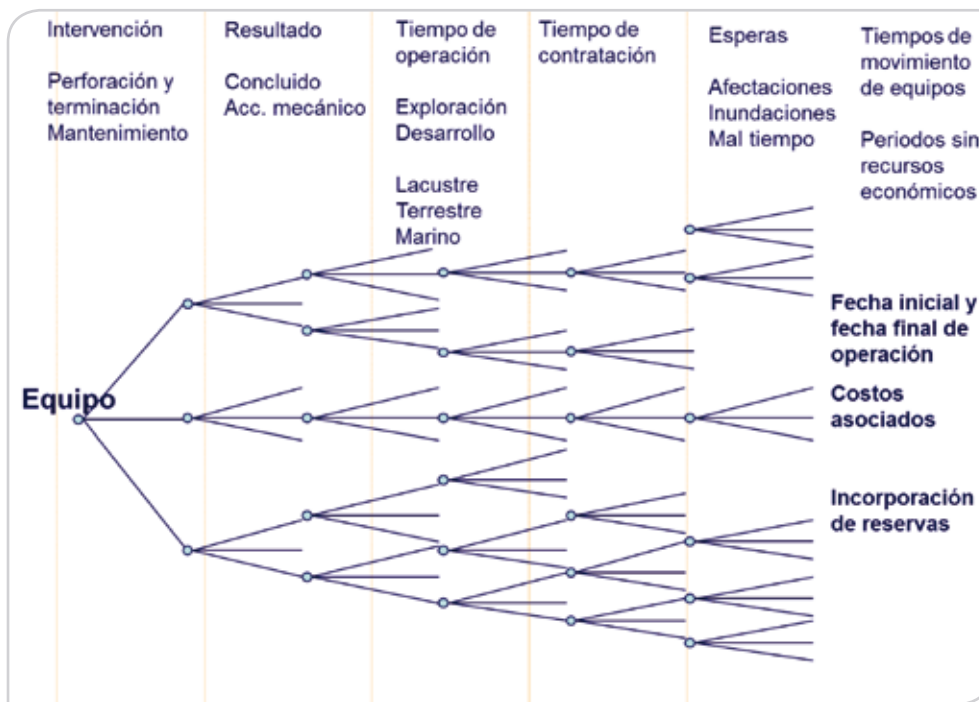 Intervención
Perforación y
terminación
Mantenimiento
Resultado
Concluido
Acc. mecánico
Tiempo de
operación
Exploración
Desarrollo
Lacustre
Terrestre
Marino
Tiempo de
contratación
Esperas
Afectaciones
Inundaciones
Mal tiempo
Tiempos de
movimiento
de equipos
Periodos sin
recursos
económicos
Equipo
Fecha inicial y
fecha final de
operación
Costos
asociados
Incorporación
de reservas